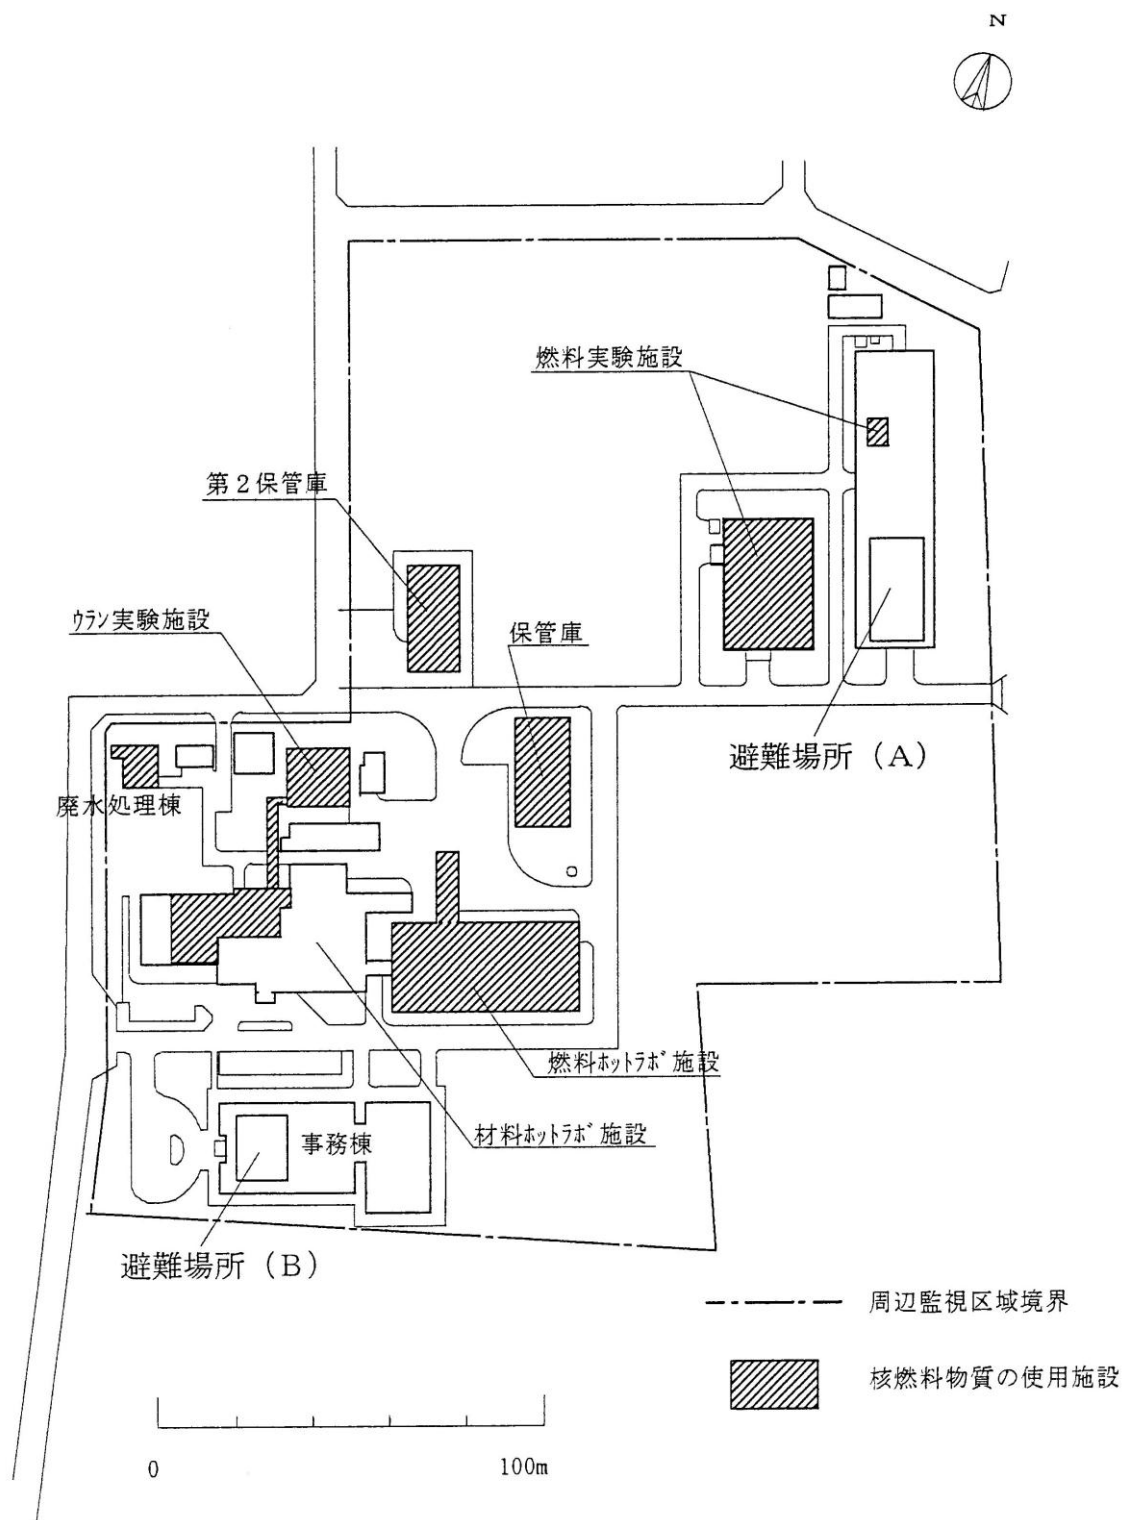 N
燃料実験施設
第2保管庫
ウラン実験施設
保管庫
避難場所（A）
廃水処理棟
燃料ホットラボ施設
材料ホットラボ施設
事務棟
避難場所（B）
周辺監視区域境界
核燃料物質の使用施設
0
100m